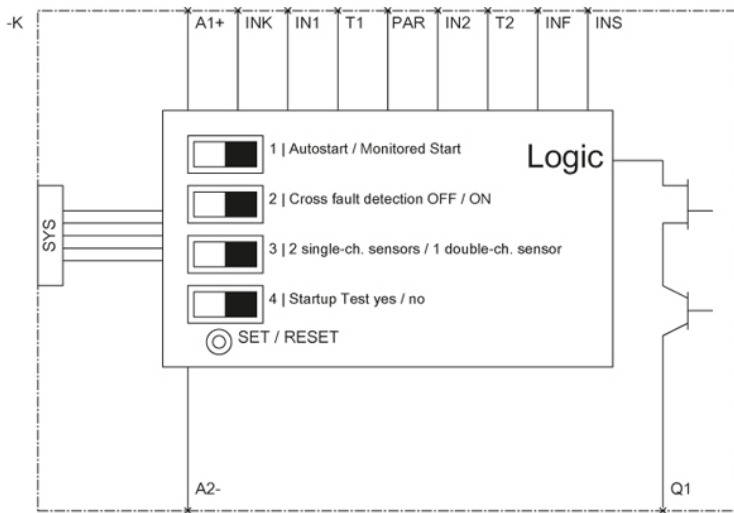 -K
A1+ INK IN1 T1 PAR IN2 T2 INF INS
1 | Autostart / Monitored Start
Logic
2 | Cross fault detection OFF / ON
SYS
3 | 2 single-ch. sensors / 1 double-ch. sensor
4 | Startup Test yes / no
SET / RESET
A2-
Q1